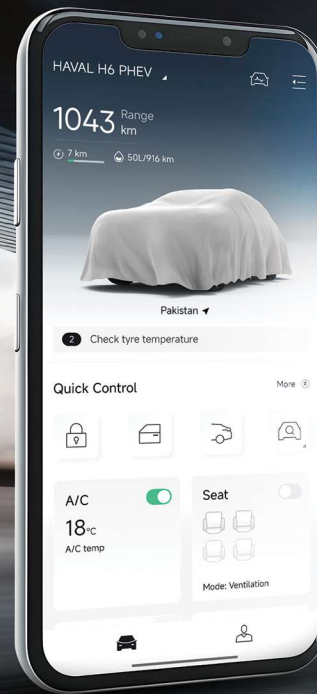 HAVAL H6 PHEV
1043 Range km
7 km 50L/916 km
Pakistan
2 Check tyre temperature
Quick Control More
A/C Seat
18°C
A/C temp
Mode: Ventilation